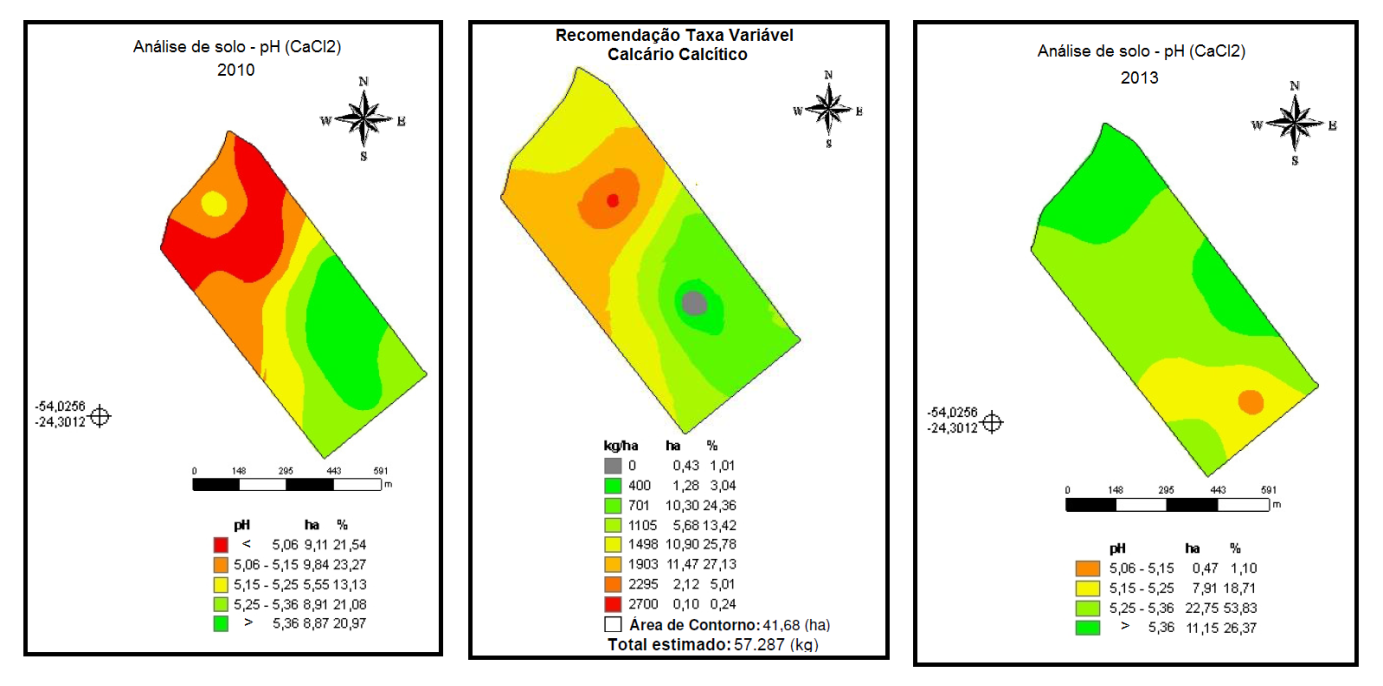 Análise de solo - pH (CaCl2)
2010
N
W E
S
-54,0256
-24,3012
0 148 295 443 591
m
pH ha %
< 5,06 9,11 21,54
5,06 - 5,15 9,84 23,27
5,15 - 5,25 5,55 13,13
5,25 - 5,36 8,91 21,08
> 5,36 8,87 20,97
Recomendação Taxa Variável
Calcário Calcítico
N
W E
S
kg/ha ha %
0 0,43 1,01
400 1,28 3,04
701 10,30 24,36
1105 5,68 13,42
1498 10,90 25,78
1903 11,47 27,13
2295 2,12 5,01
2700 0,10 0,24
Área de Contorno: 41,68 (ha)
Total estimado: 57.287 (kg)
Análise de solo - pH (CaCl2)
2013
N
W E
S
-54,0256
-24,3012
0 148 295 443 591
m
pH ha %
5,06 - 5,15 0,47 1,10
5,15 - 5,25 7,91 18,71
5,25 - 5,36 22,75 53,83
> 5,36 11,15 26,37